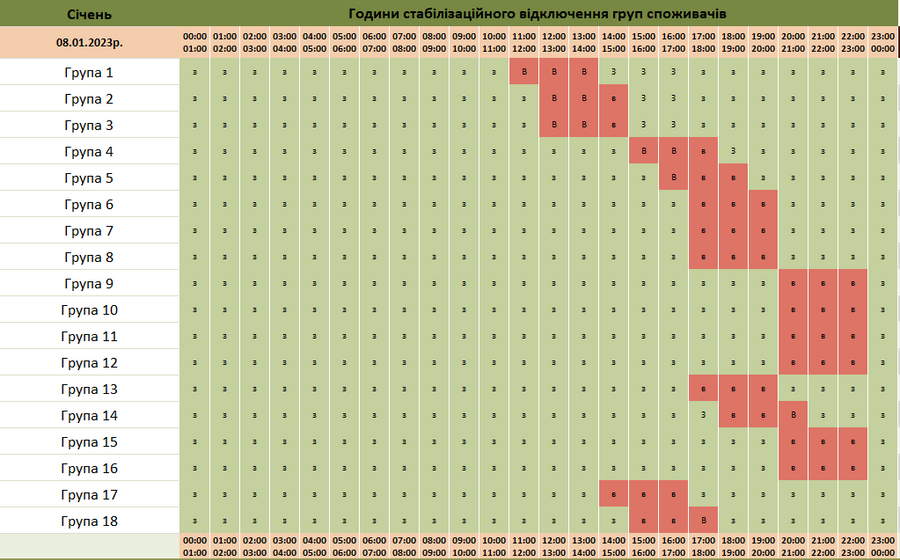 Січень Години стабілізаційного відключення груп споживачів
08.01.2023р. 00:00 01:00 02:00 03:00 04:00 05:00 06:00 07:00 08:00 09:00 10:00 11:00 12:00 13:00 14:00 15:00 16:00 17:00 18:00 19:00 20:00 21:00 22:00 23:00
01:00 02:00 03:00 04:00 05:00 06:00 07:00 08:00 09:00 10:00 11:00 12:00 13:00 14:00 15:00 16:00 17:00 18:00 19:00 20:00 21:00 22:00 23:00 00:00
Група 1 з з з з з з з з з з з В В В З З З з з з з з з з
Група 2 з з з з з з з з з з з з В В в З З з з з з з з з
Група 3 з з з з з з з з з з з з В В в З З з з з з з з з
Група 4 з з з з з з з з з з з з з з з В В в З з з з з з
Група 5 з з з з з з з з з з з з з з з з В в в з з з з з
Група 6 з з з з з з з з з з з з з з з з з в в в з з з з
Група 7 з з з з з з з з з з з з з з з з з в в в з з з з
Група 8 з з з з з з з з з з з з з з з з з в в в з з з з
Група 9 з з з з з з з з з з з з з з з з з з з з в в в з
Група 10 з з з з з з з з з з з з з з з з з з з з в в в з
Група 11 з з з з з з з з з з з з з з з з з з з з в в в з
Група 12 з з з з з з з з з з з з з з з з з з з з в в в з
Група 13 з з з з з з з з з з з з з з з з з в в в з з з з
Група 14 з з з з з з з з з з з з з з з з з З в в В з з з
Група 15 з з з з з з з з з з з з з з з з з з з з в в в з
Група 16 з з з з з з з з з з з з з з з з з з з з в в в з
Група 17 з з з з з з з з з з з з з з в в в з з з з з з з
Група 18 з з з з з з з з з з з з з з з в в В з з з з з з
00:00 01:00 02:00 03:00 04:00 05:00 06:00 07:00 08:00 09:00 10:00 11:00 12:00 13:00 14:00 15:00 16:00 17:00 18:00 19:00 20:00 21:00 22:00 23:00
01:00 02:00 03:00 04:00 05:00 06:00 07:00 08:00 09:00 10:00 11:00 12:00 13:00 14:00 15:00 16:00 17:00 18:00 19:00 20:00 21:00 22:00 23:00 00:00